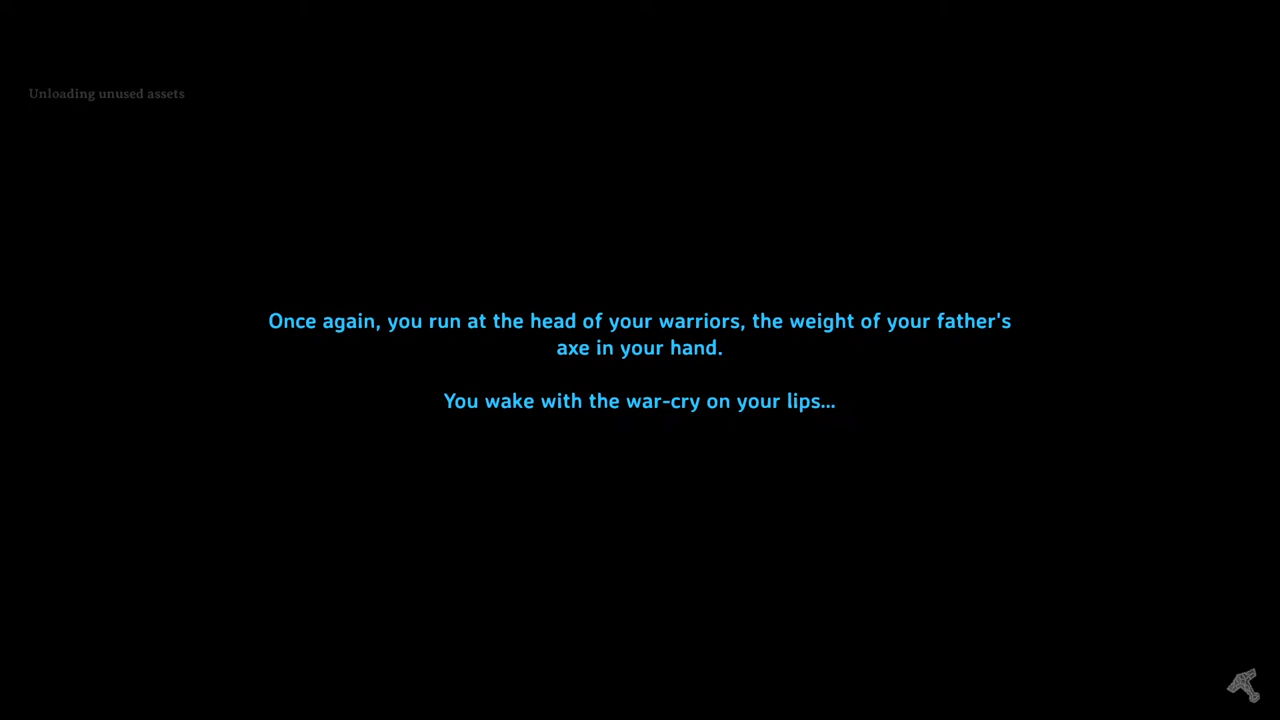 Unloading unused assets
Once again, you run at the head of your warriors, the weight of your father's
axe in your hand.
You wake with the war-cry on your lips...